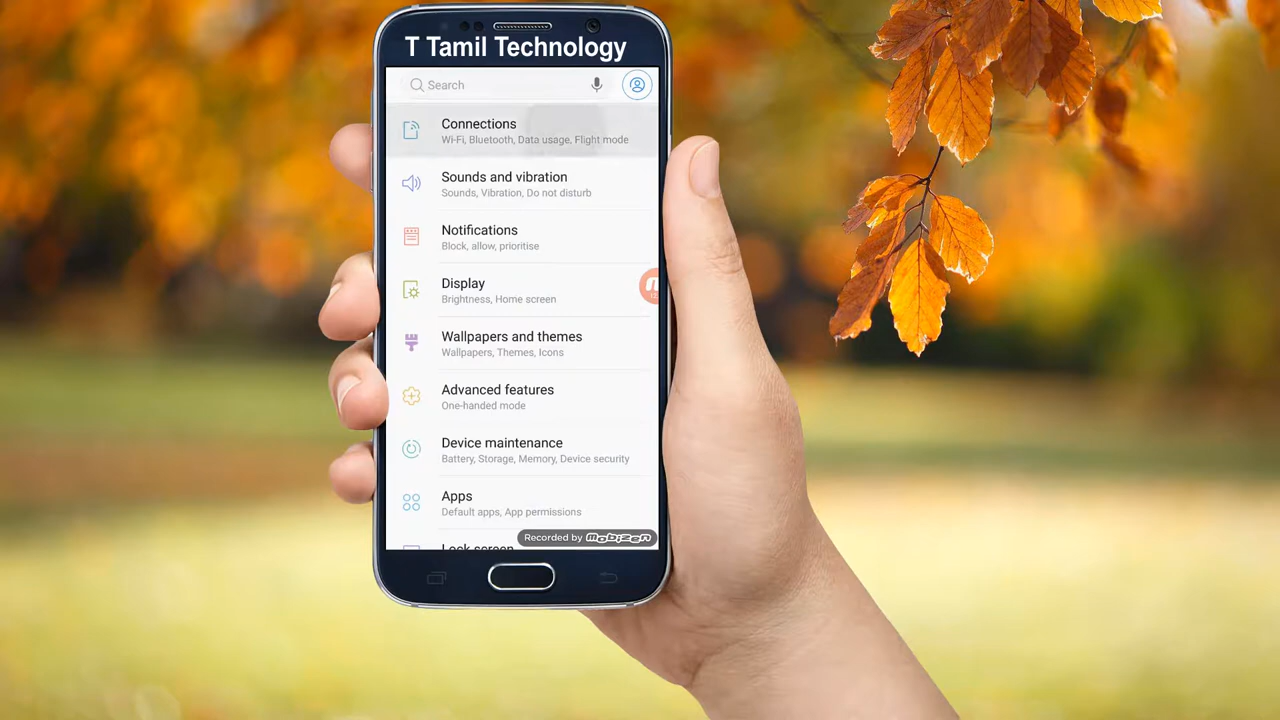 T Tamil Technology
Search
Connections
Wi-Fi, Bluetooth, Data usage, Flight mode
Sounds and vibration
Sounds, Vibration, Do not disturb
Notifications
Block, allow, prioritise
Display
Brightness, Home screen
Wallpapers and themes
Wallpapers, Themes, Icons
Advanced features
One-handed mode
Device maintenance
Battery, Storage, Memory, Device security
Apps
Default apps, App permissions
Lock screen
Recorded by mobizen